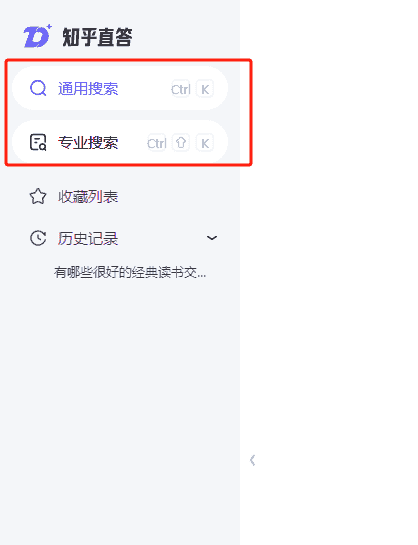 知乎直答
通用搜索 Ctrl K
专业搜索 Ctrl ⇧ K
收藏列表
历史记录
有哪些很好的经典读书交...